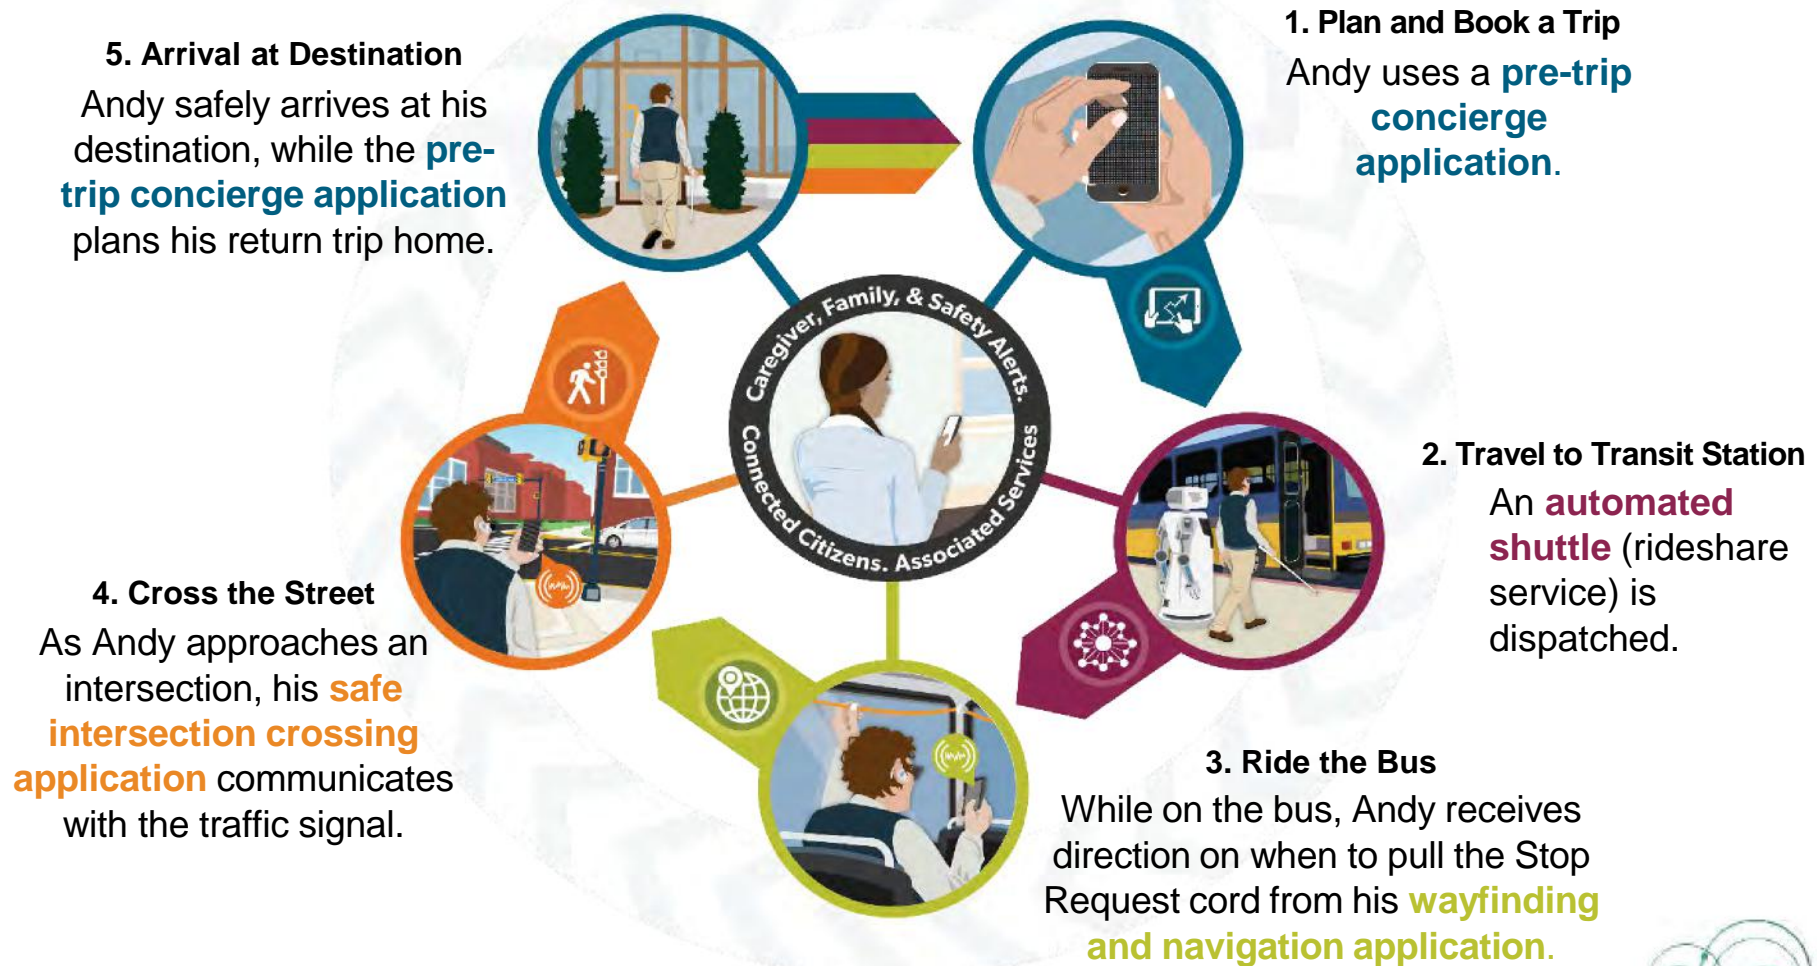 1. Plan and Book a Trip
Andy uses a pre-trip
concierge
application.
2. Travel to Transit Station
An automated
shuttle (rideshare
service) is
dispatched.
3. Ride the Bus
While on the bus, Andy receives
direction on when to pull the Stop
Request cord from his wayfinding
and navigation application.
4. Cross the Street
As Andy approaches an
intersection, his safe
intersection crossing
application communicates
with the traffic signal.
5. Arrival at Destination
Andy safely arrives at his
destination, while the pre-
trip concierge application
plans his return trip home.
Caregiver, Family, & Safety Alerts.
Connected Citizens. Associated Services